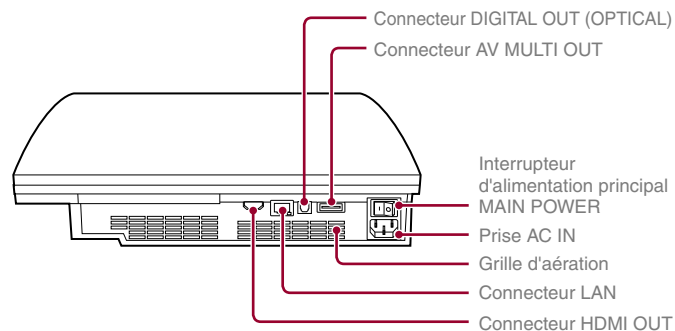 Connecteur DIGITAL OUT (OPTICAL)
Connecteur AV MULTI OUT
Interrupteur
d'alimentation principal
MAIN POWER
Prise AC IN
Grille d'aération
Connecteur LAN
Connecteur HDMI OUT